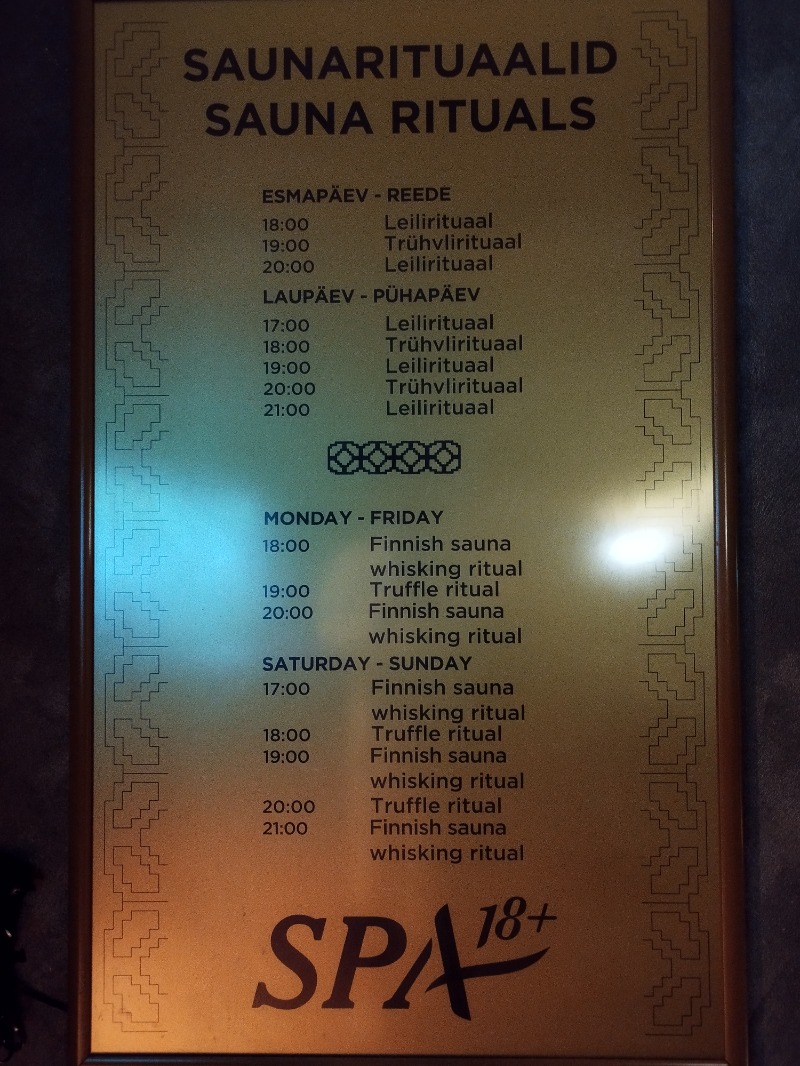 SAUNARITUAALID
SAUNA RITUALS
ESMAPÄEV - REEDE
18:00 Leilirituaal
19:00 Trühvlirituaal
20:00 Leilirituaal
LAUPÄEV - PÜHAPÄEV
17:00 Leilirituaal
18:00 Trühvlirituaal
19:00 Leilirituaal
20:00 Trühvlirituaal
21:00 Leilirituaal
MONDAY - FRIDAY
18:00 Finnish sauna
whisking ritual
19:00 Truffle ritual
20:00 Finnish sauna
whisking ritual
SATURDAY - SUNDAY
17:00 Finnish sauna
whisking ritual
18:00 Truffle ritual
19:00 Finnish sauna
whisking ritual
20:00 Truffle ritual
21:00 Finnish sauna
whisking ritual
SPA 18+